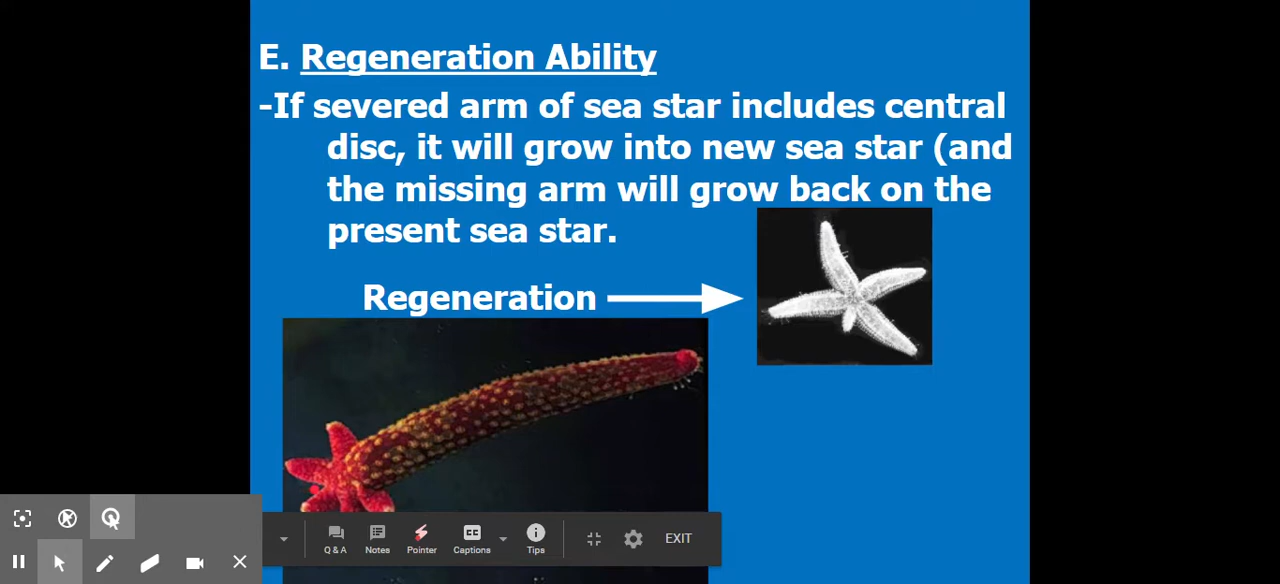 E. Regeneration Ability
-If severed arm of sea star includes central
disc, it will grow into new sea star (and
the missing arm will grow back on the
present sea star.
Regeneration
Q & A Notes Pointer Captions Tips EXIT